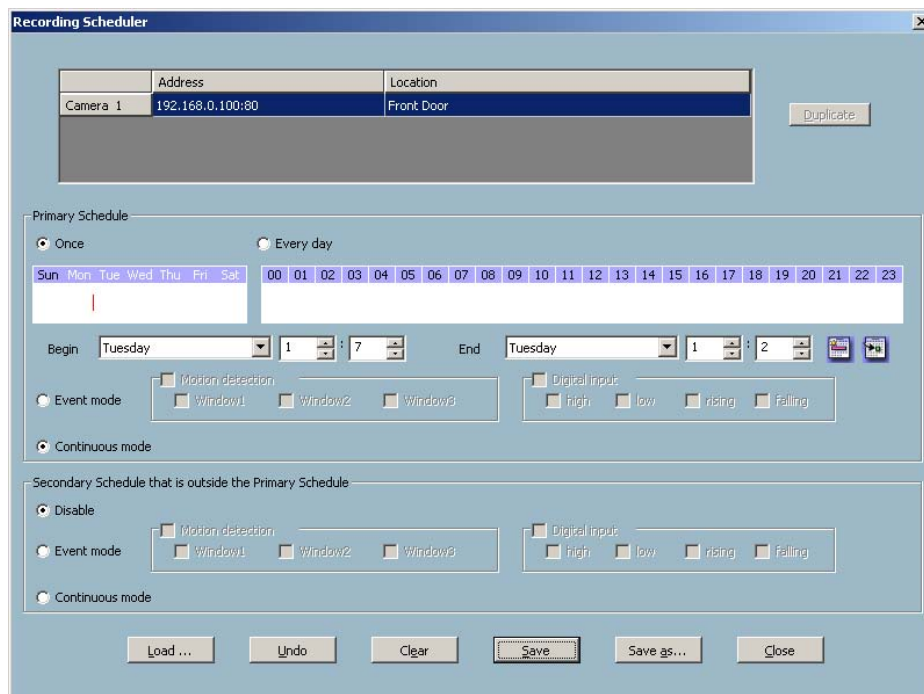 Recording Scheduler
Address Location
Camera 1 192.168.0.100:80 Front Door
Duplicate
Primary Schedule
Once Every day
Sun Mon Tue Wed Thu Fri Sat 00 01 02 03 04 05 06 07 08 09 10 11 12 13 14 15 16 17 18 19 20 21 22 23
Begin Tuesday 1 : 7 End Tuesday 1 : 2
Motion detection Digital input
Event mode Window1 Window2 Window3 high low rising falling
Continuous mode
Secondary Schedule that is outside the Primary Schedule
Disable
Motion detection Digital input
Event mode Window1 Window2 Window3 high low rising falling
Continuous mode
Load ... Undo Clear Save Save as... Close